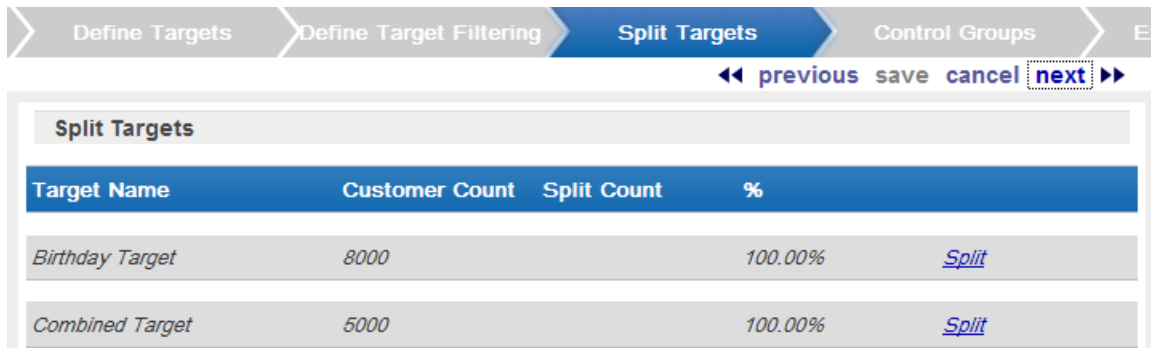 Define Targets Define Target Filtering Split Targets Control Groups E
previous save cancel next
Split Targets
Target Name Customer Count Split Count %
Birthday Target 8000 100.00% Split
Combined Target 5000 100.00% Split